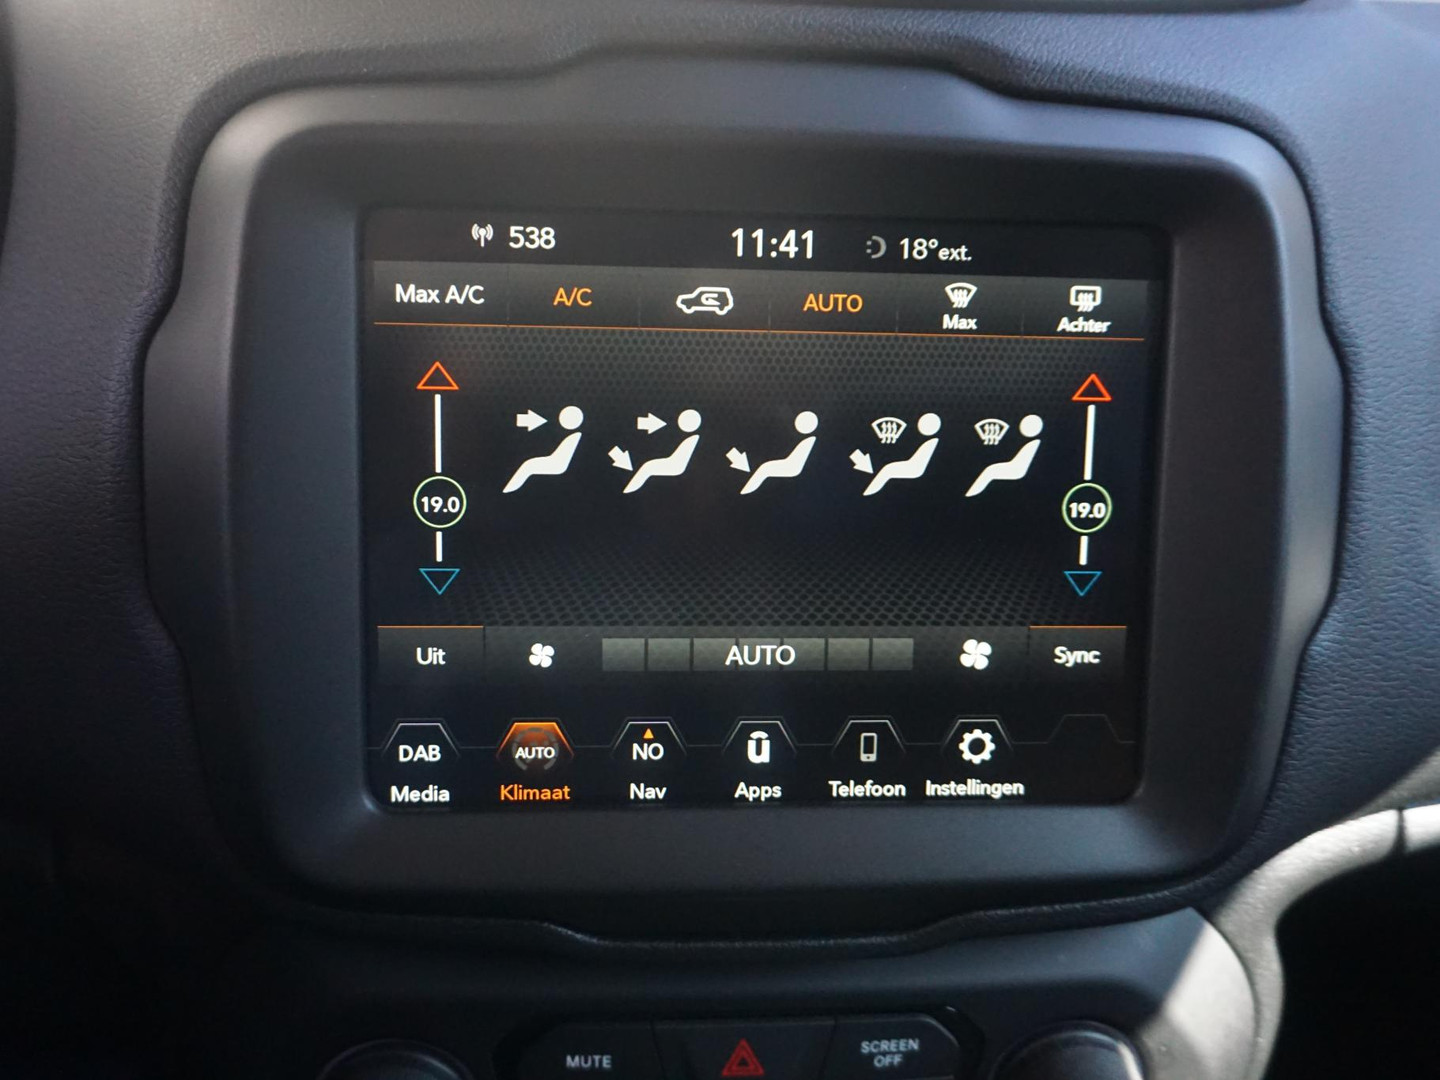 538 11:41 18°ext.
Max A/C A/C AUTO Max Achter
19.0 19.0
Uit AUTO Sync
DAB AUTO NO
Media Klimaat Nav Apps Telefoon Instellingen
MUTE SCREEN
OFF